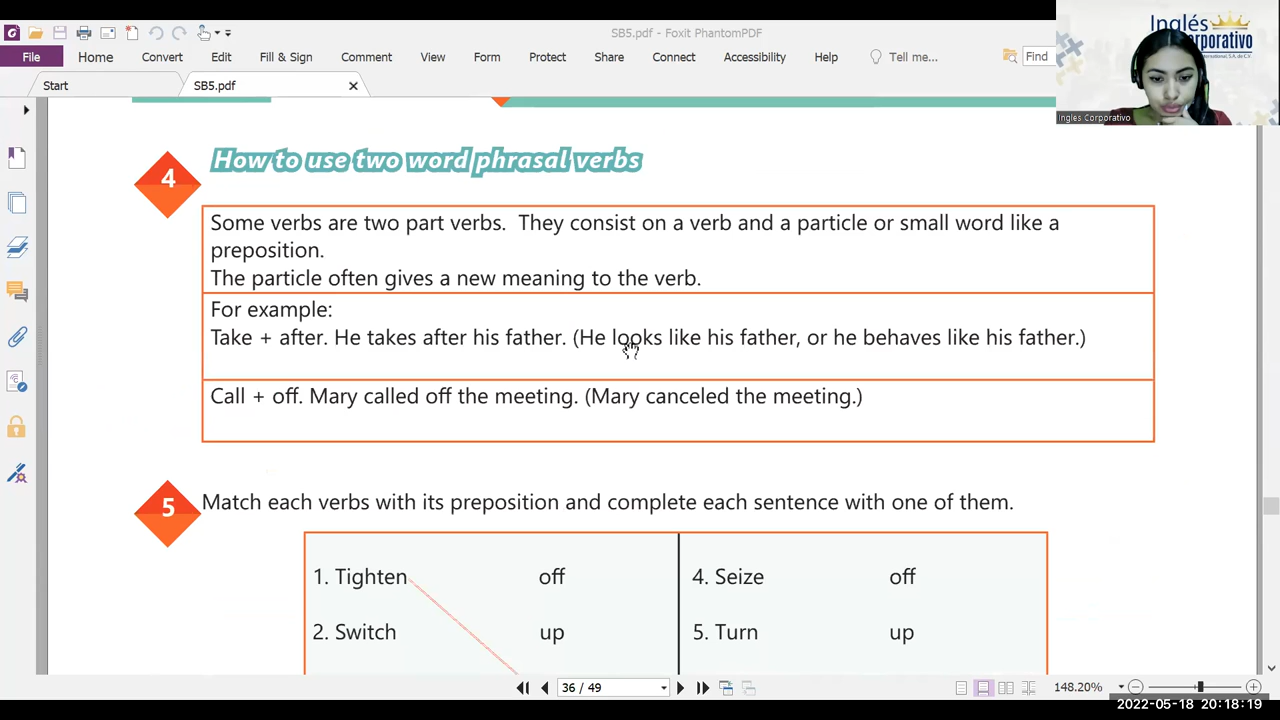 SB5.pdf - Foxit PhantomPDF
Inglés
Corporativo
International, S.A. de C.V.
File Home Convert Fill & Sign Edit Comment View Form Protect Share Connect Accessibility Help Tell me... Find
Start SB5.pdf
Ingles Corporativo
How to use two word phrasal verbs
4
Some verbs are two part verbs. They consist on a verb and a particle or small word like a
preposition.
The particle often gives a new meaning to the verb.
For example:
Take + after. He takes after his father. (He looks like his father, or he behaves like his father.)
Call + off. Mary called off the meeting. (Mary canceled the meeting.)
5 Match each verbs with its preposition and complete each sentence with one of them.
1. Tighten off 4. Seize off
2. Switch up 5. Turn up
36 / 49 148.20%
2022-05-18 20:18:19